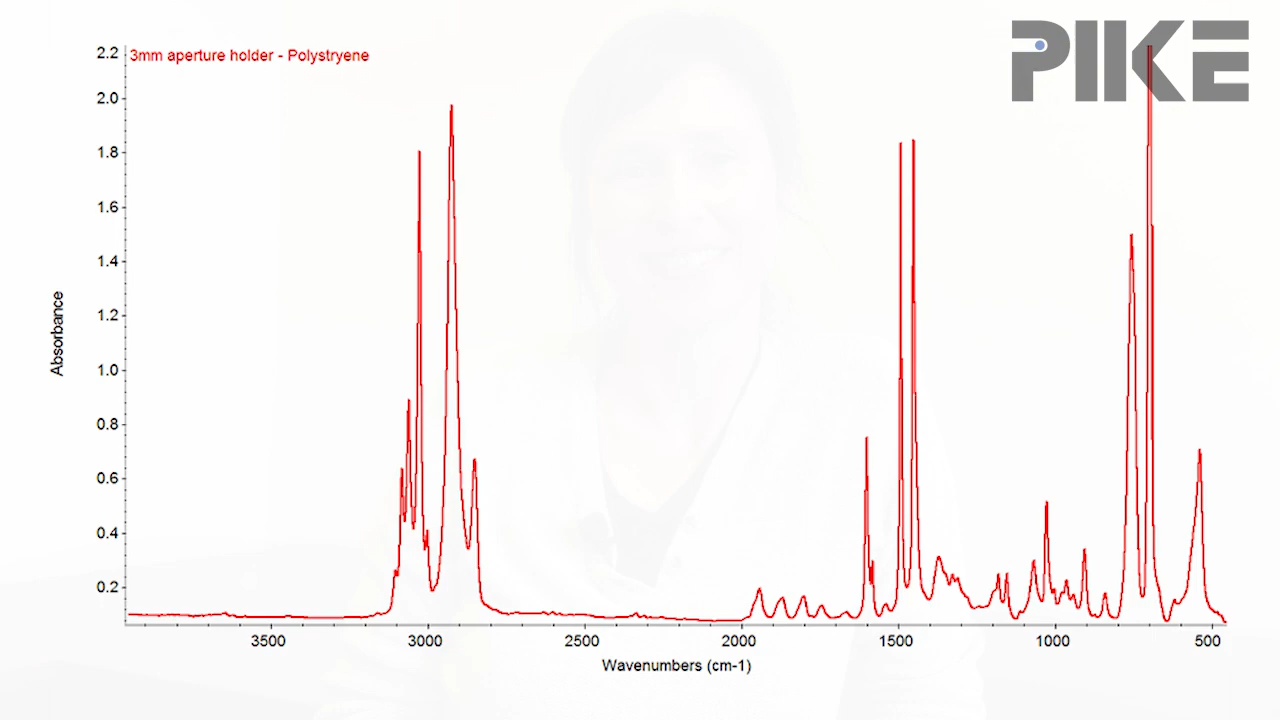 PIKE
2.2
3mm aperture holder - Polystryene
2.0
1.8
1.6
1.4
1.2
1.0
0.8
0.6
0.4
0.2
Absorbance
3500 3000 2500 2000 1500 1000 500
Wavenumbers (cm-1)